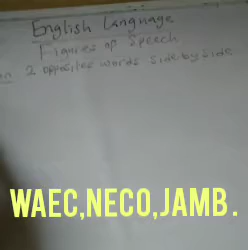 English Language
Figures of Speech
2 opposites words side by side
WAEC,NECO,JAMB.